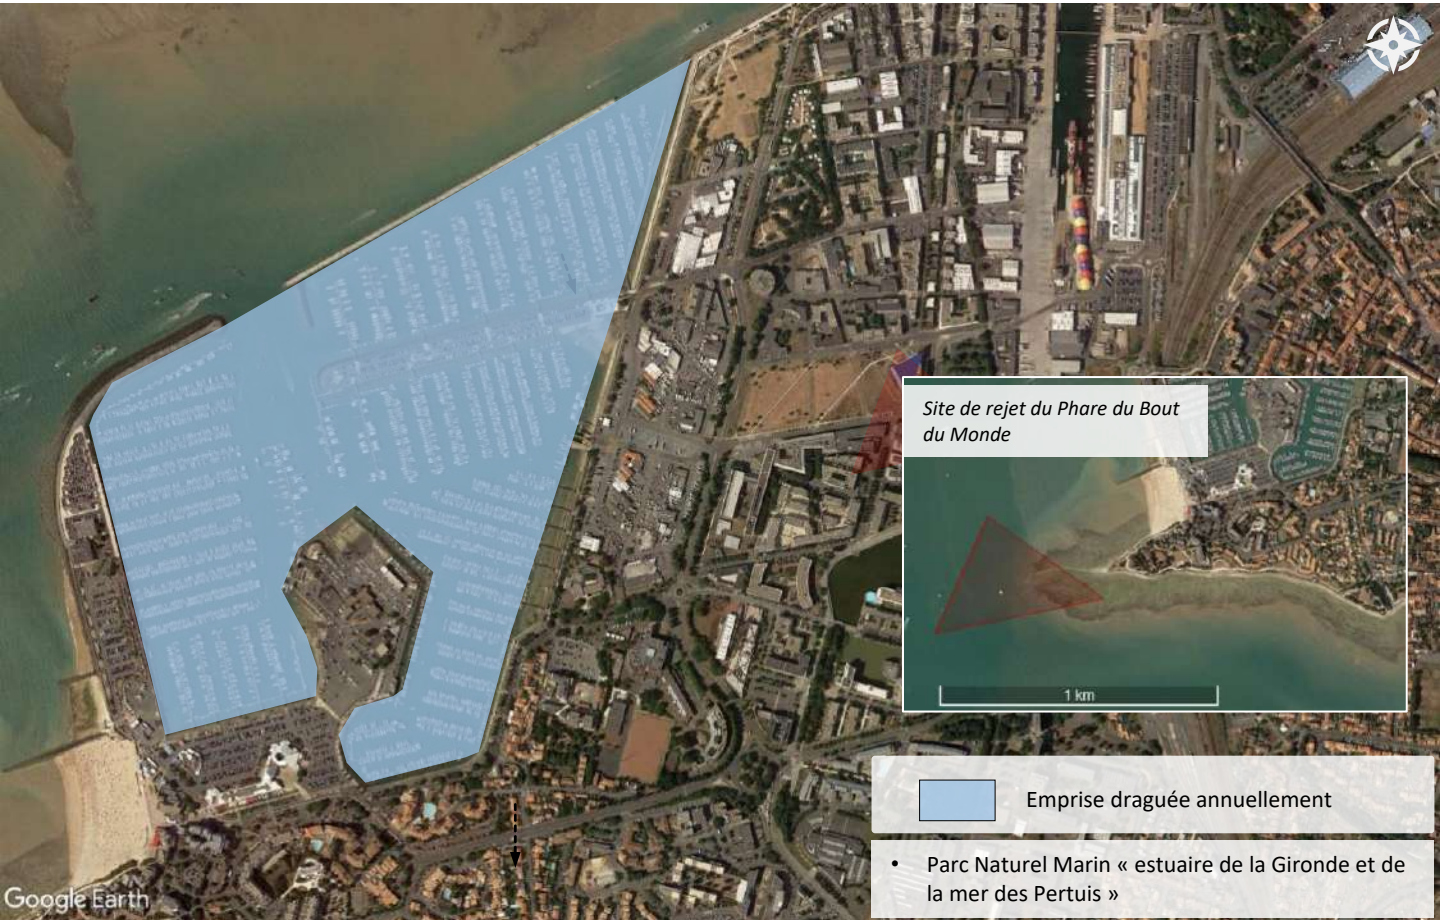 Site de rejet du Phare du Bout
du Monde
1 km
Emprise draguée annuellement
• Parc Naturel Marin « estuaire de la Gironde et de
la mer des Pertuis »
Google Earth